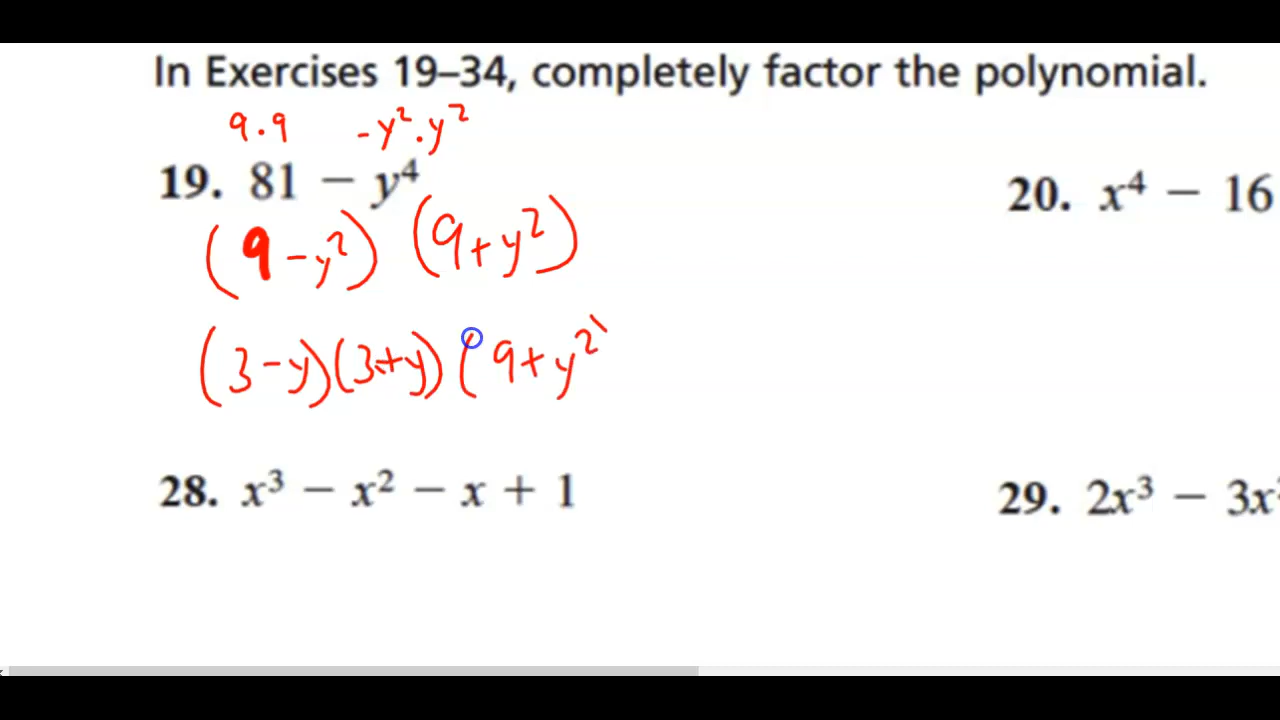 In Exercises 19–34, completely factor the polynomial.
9 · 9 - y² · y²
19. 81 − y⁴ 20. x⁴ − 16
(9 - y²) (9 + y²)
(3 - y)(3 + y)(9 + y²
28. x³ − x² − x + 1 29. 2x³ − 3x